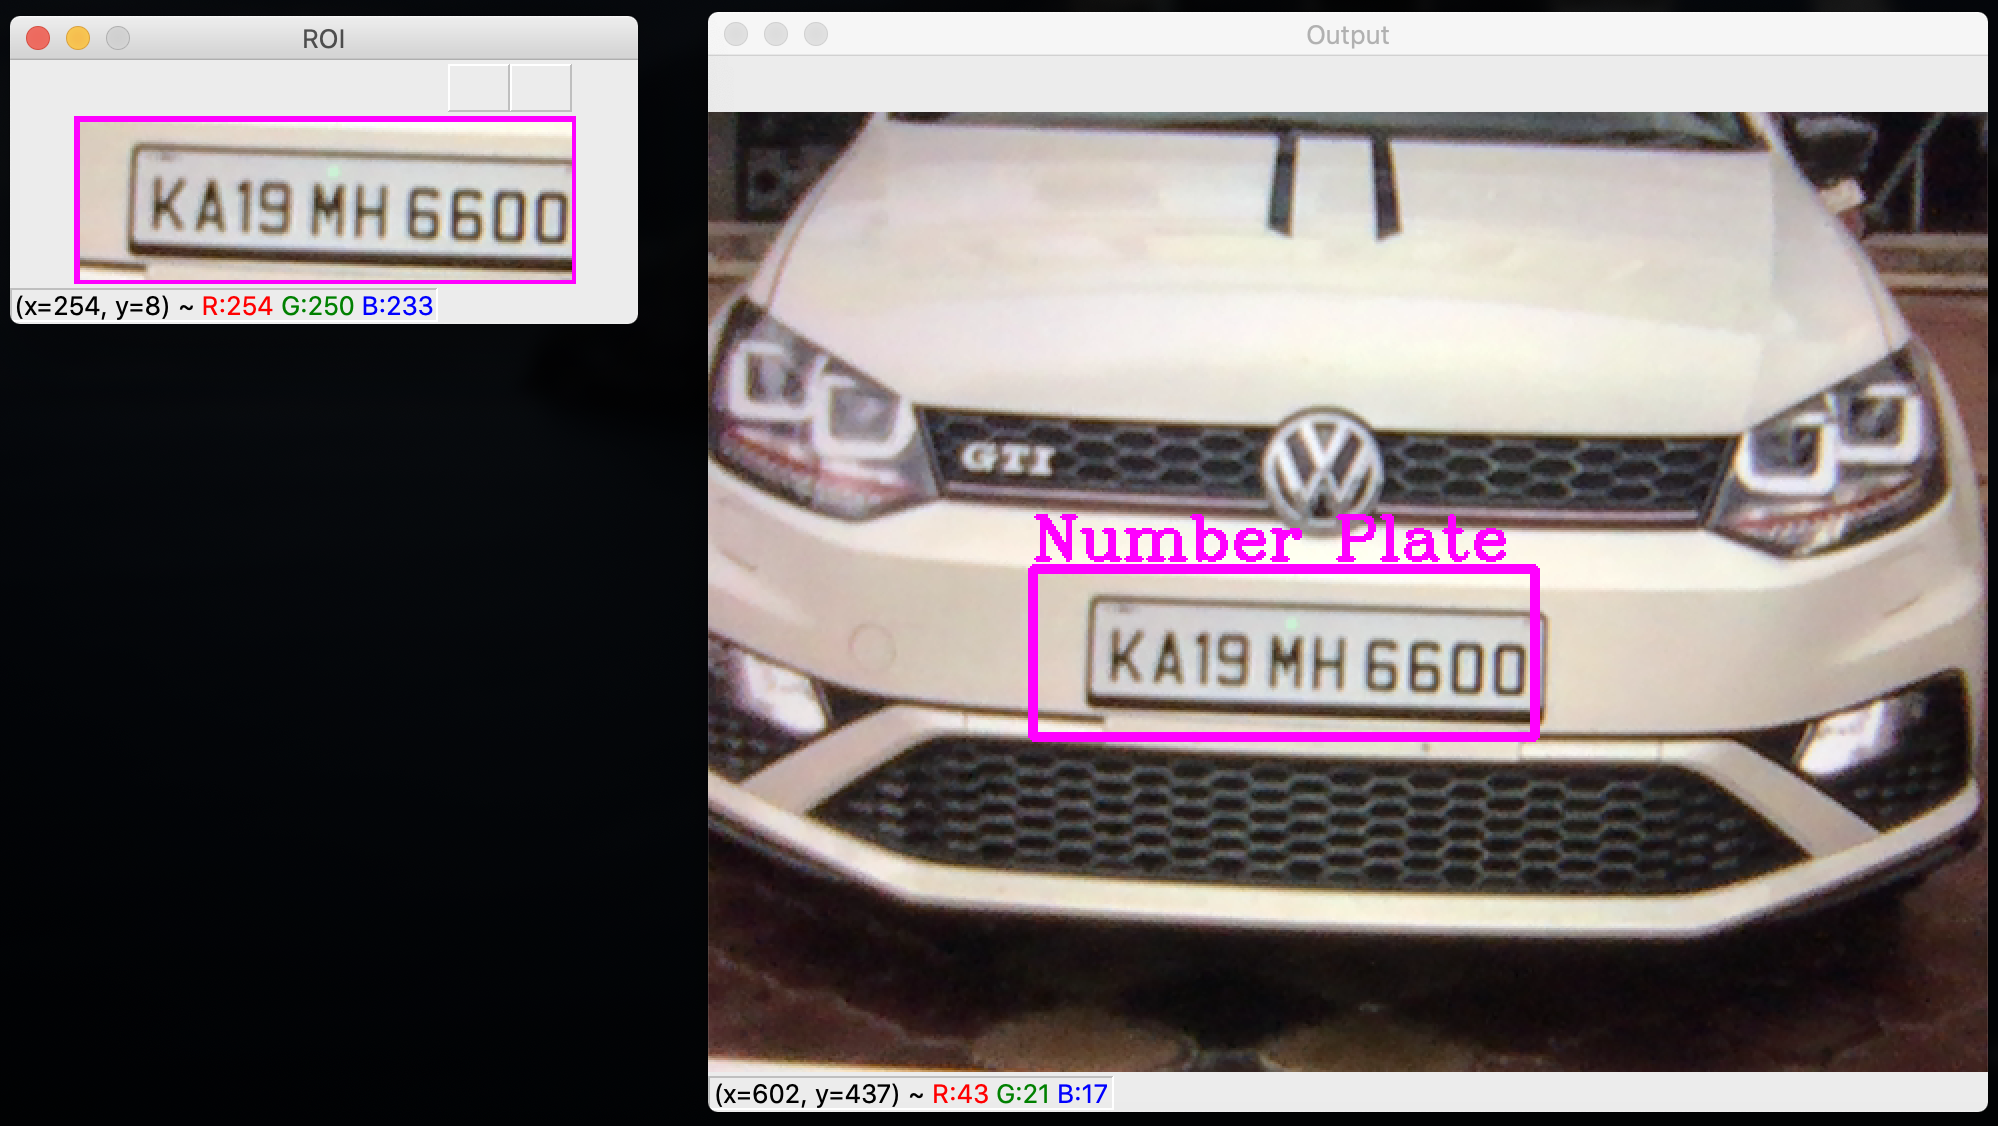 ROI
KA19 MH 6600
(x=254, y=8) ~ R:254 G:250 B:233
Output
GTI
Number Plate
KA19 MH 6600
(x=602, y=437) ~ R:43 G:21 B:17